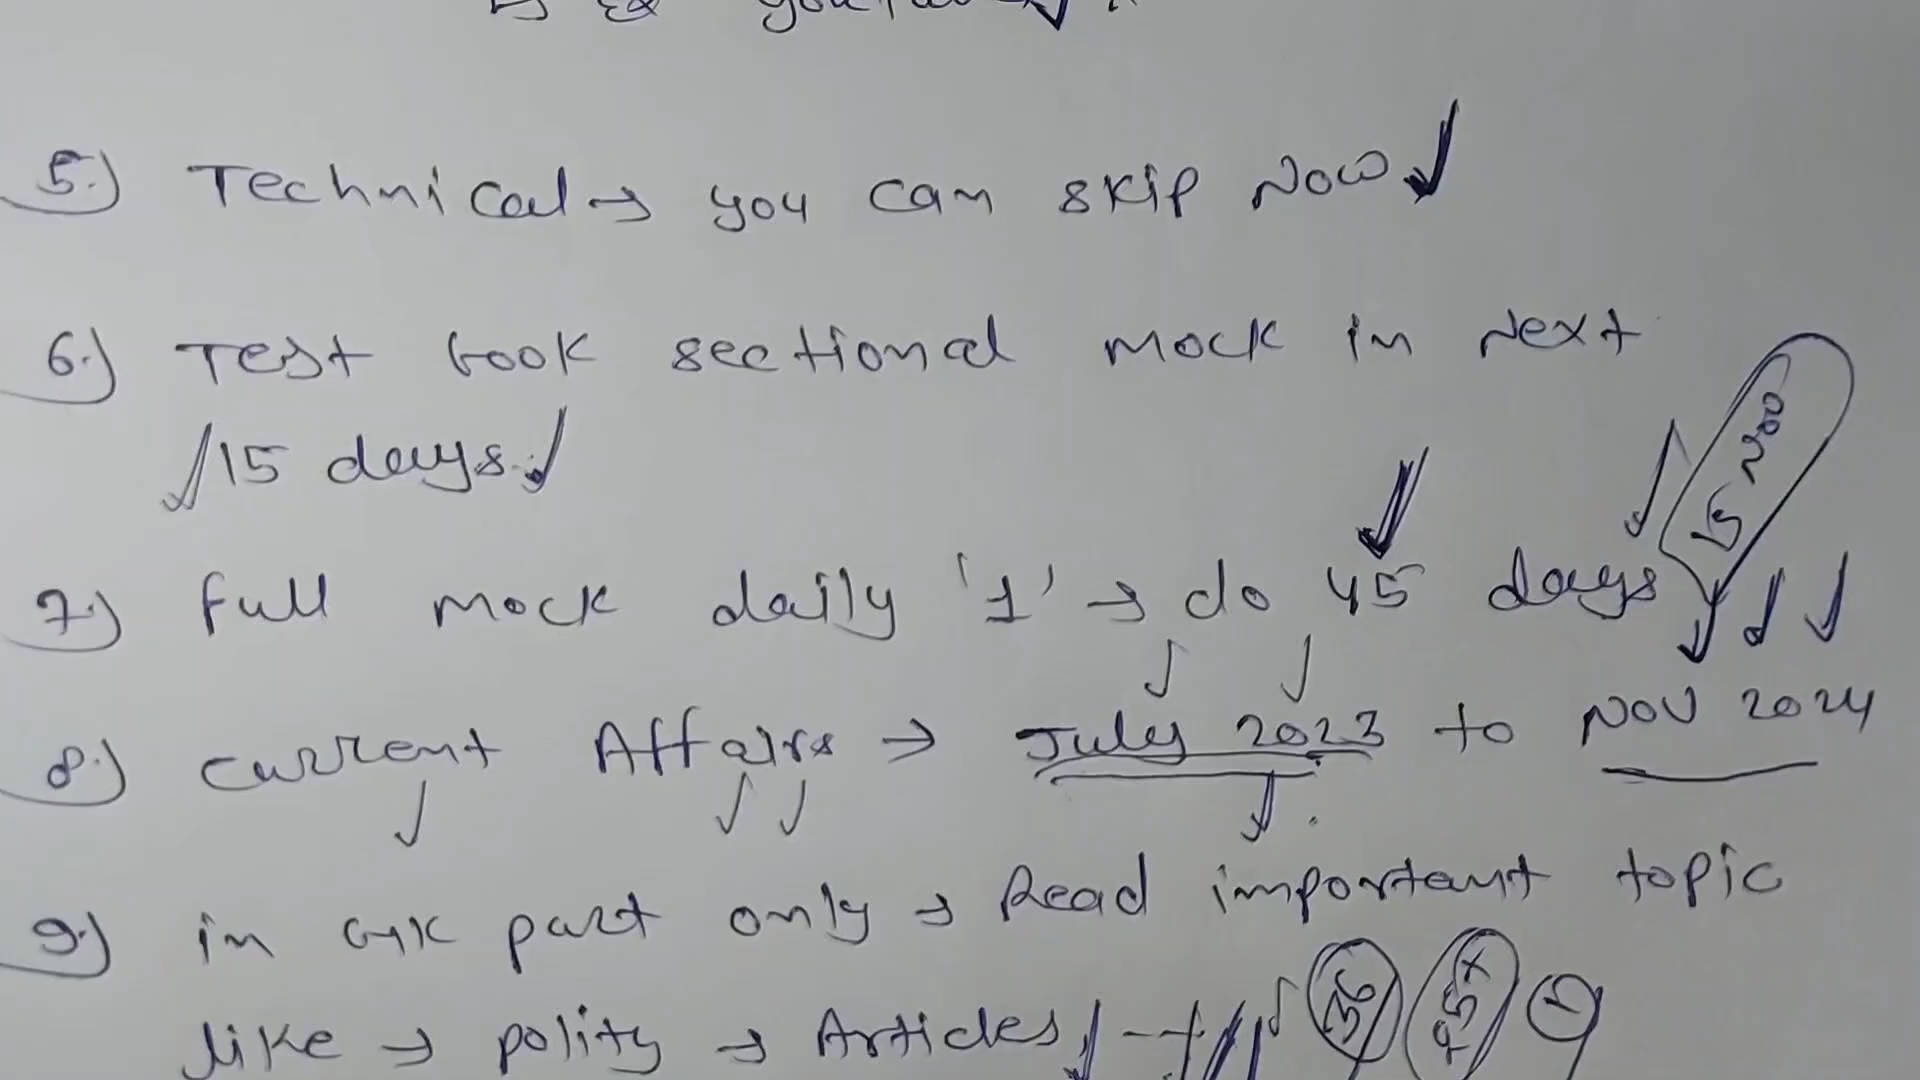 5.) Technical → you can skip Now
6.) Test book sectional mock in Next
15 days.
15 Nov
7.) full mock daily '1' → do 45 days
8.) current Affairs → July 2023 to Nov 2024
9.) in GK part only → Read important topic
like → polity → Articles